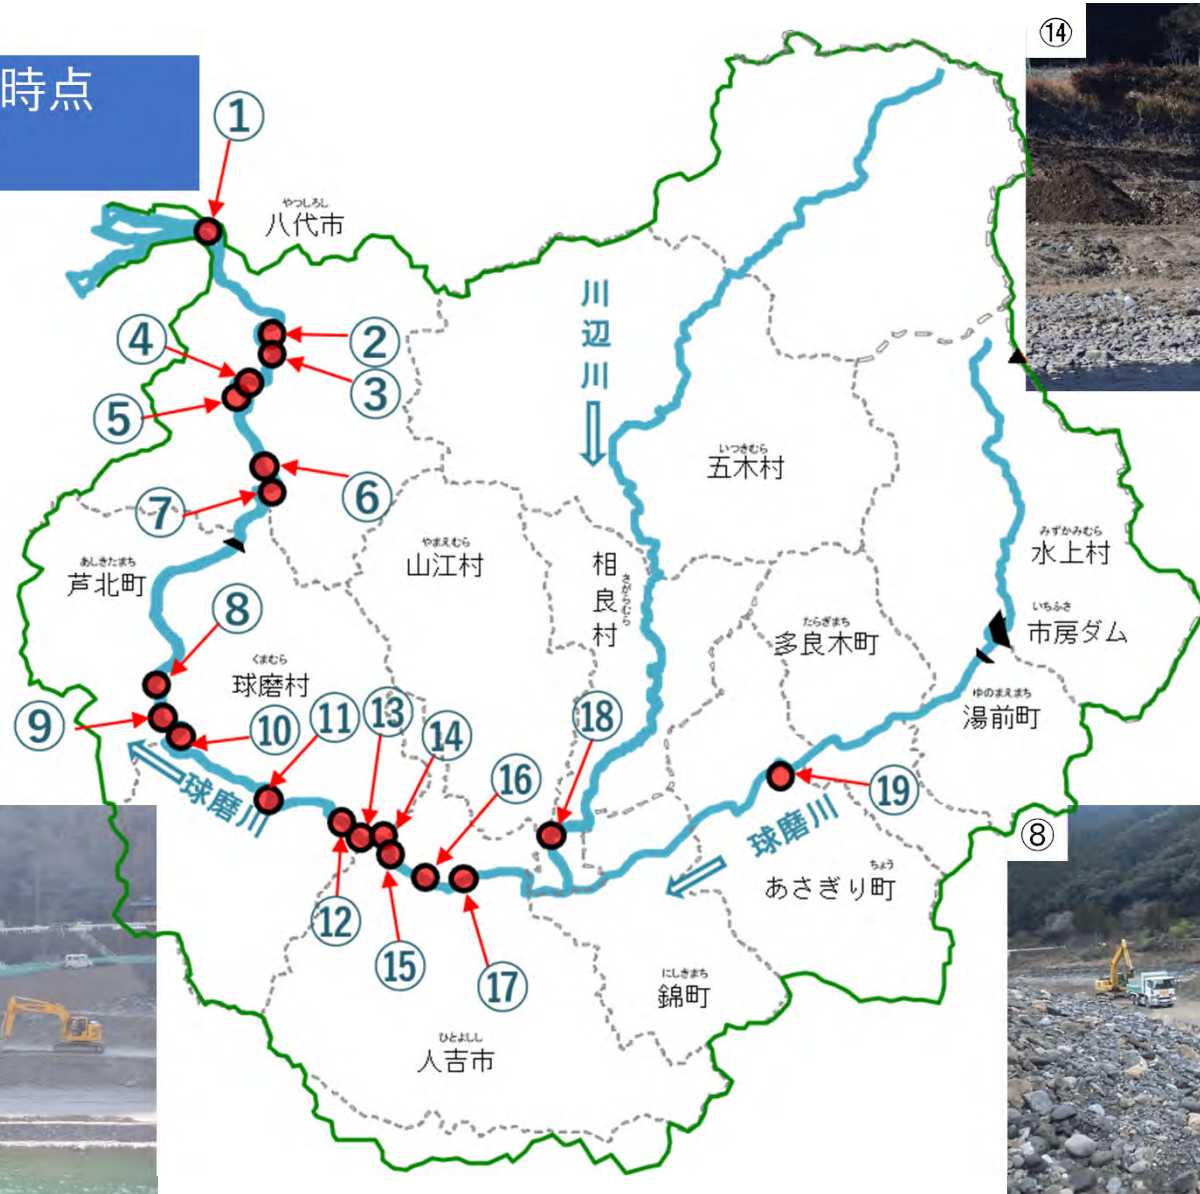 時点
⑭
①
やつしろし
八代市
川辺川
②
④
③
⑤
いつきむら
五木村
⑥
⑦
みずかみむら
水上村
やまえむら
山江村
相良村
さがらむら
あしきたまち
芦北町
いちふさ
市房ダム
⑧
たらぎまち
多良木町
くまむら
球磨村
ゆのまえまち
湯前町
⑨
⑩
⑪
⑬
⑭
⑱
⑯
⑲
球磨川
球磨川
⑧
ちょう
あさぎり町
⑫
⑮
⑰
にしきまち
錦町
ひとよしし
人吉市